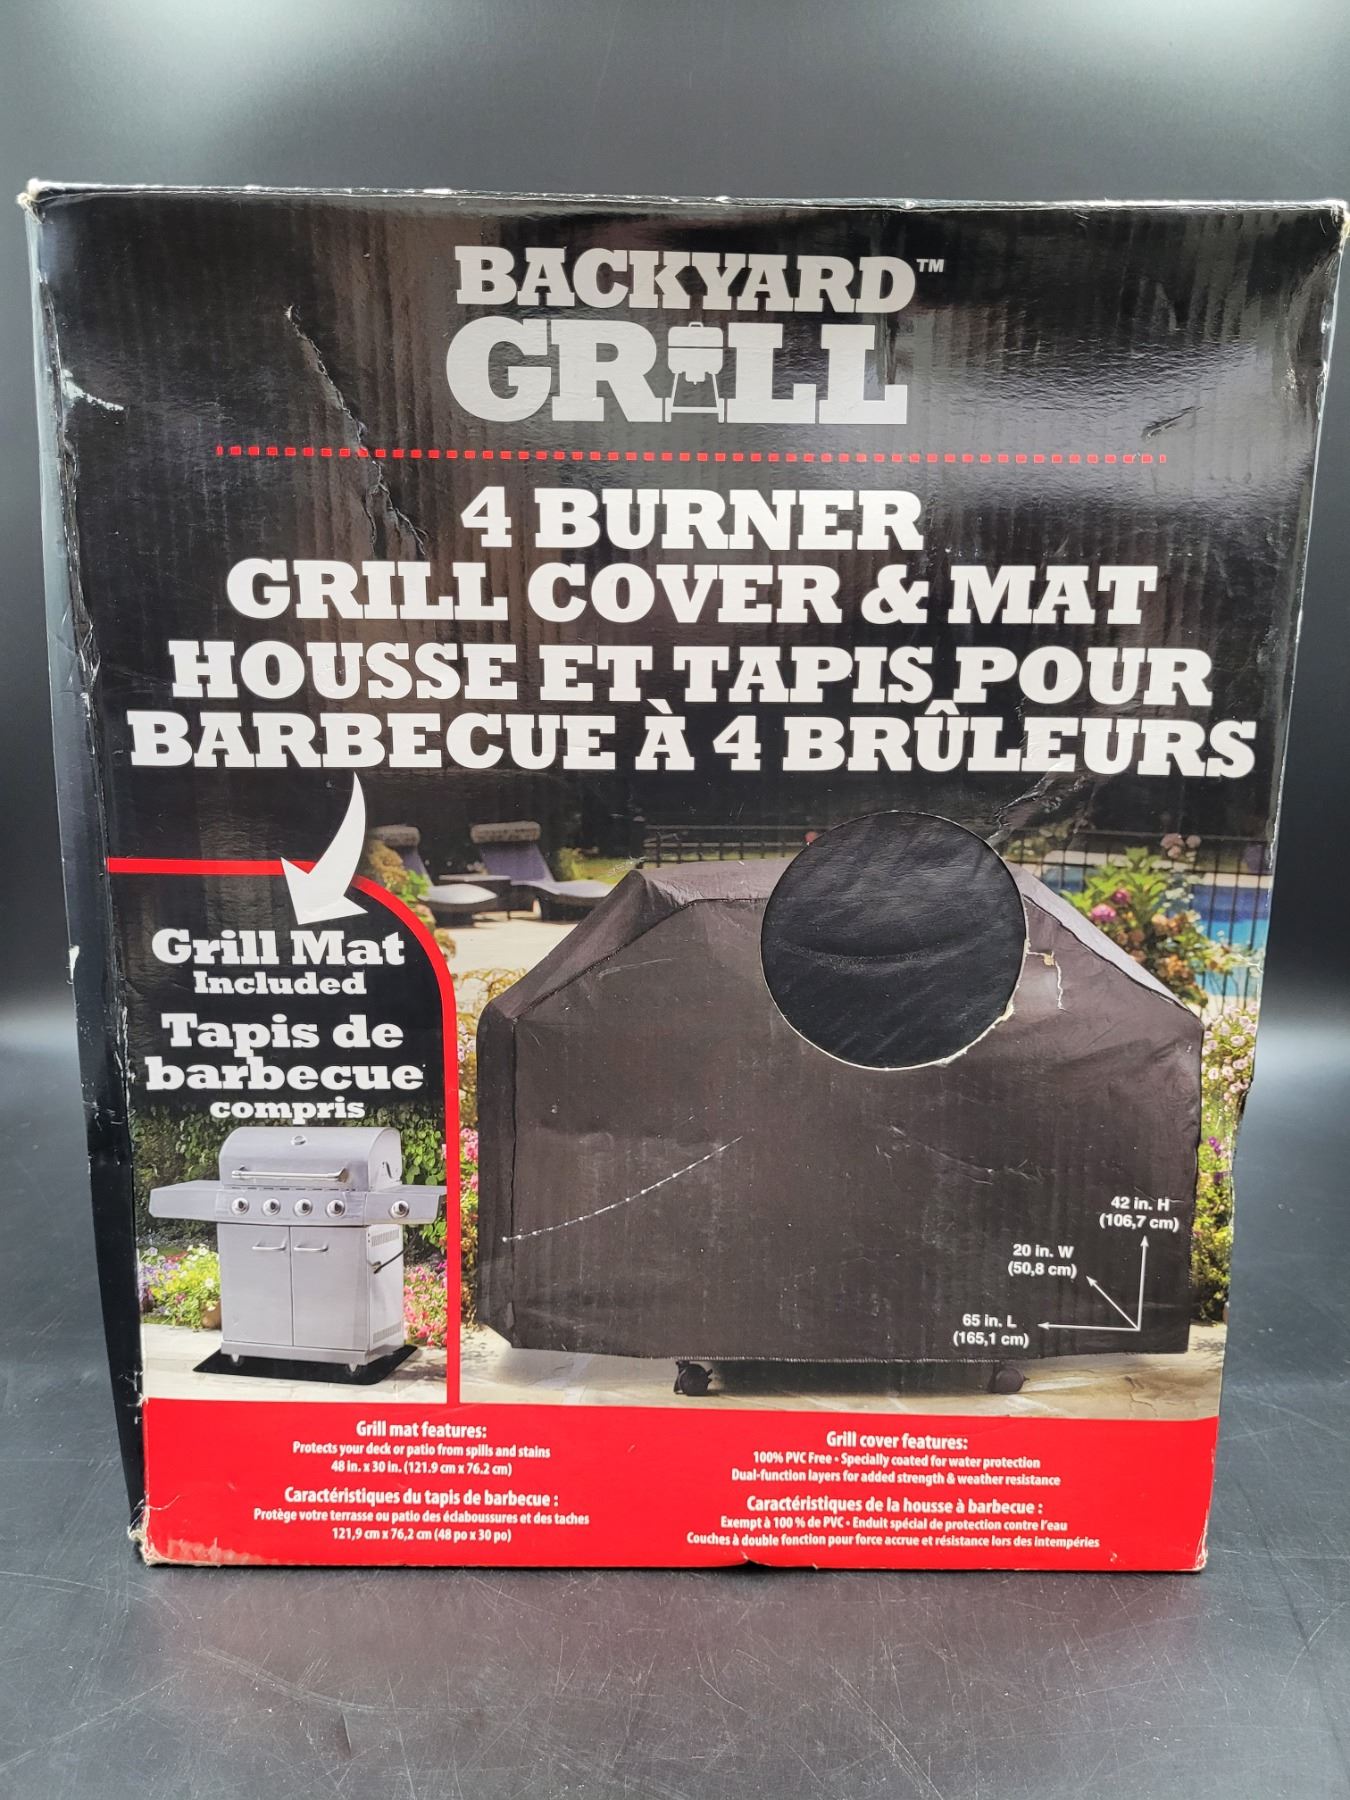 BACKYARD™
GRILL
4 BURNER
GRILL COVER & MAT
HOUSSE ET TAPIS POUR
BARBECUE À 4 BRÛLEURS
Grill Mat
Included
Tapis de
barbecue
compris
42 in. H
(106,7 cm)
20 in. W
(50,8 cm)
65 in. L
(165,1 cm)
Grill mat features:
Protects your deck or patio from spills and stains
48 in. x 30 in. (121.9 cm x 76.2 cm)
Caractéristiques du tapis de barbecue :
Protège votre terrasse ou patio des éclaboussures et des taches
121,9 cm x 76,2 cm (48 po x 30 po)
Grill cover features:
100% PVC Free • Specially coated for water protection
Dual-function layers for added strength & weather resistance
Caractéristiques de la housse à barbecue :
Exempt à 100 % de PVC • Enduit spécial de protection contre l'eau
Couches à double fonction pour force accrue et résistance lors des intempéries